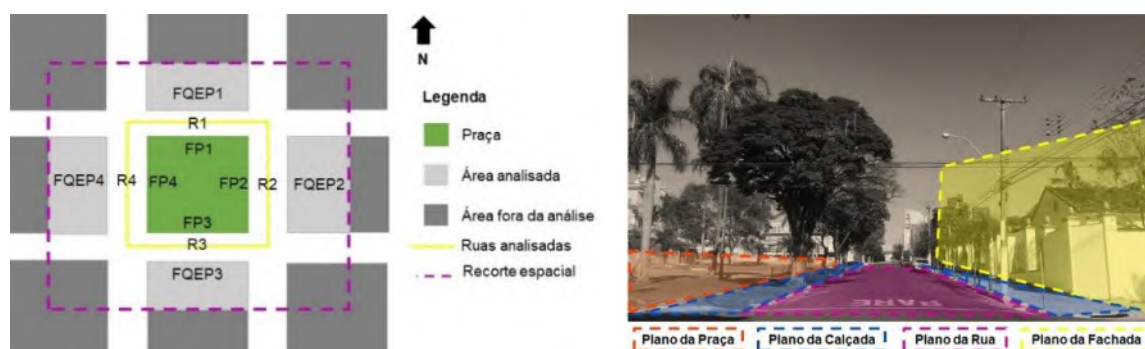 FQEP1
R1
FP1
FQEP4
R4
FP4
FP2
R2
FQEP2
FP3
R3
FQEP3
N
Legenda
Praça
Área analisada
Área fora da análise
Ruas analisadas
Recorte espacial
PARE
Plano da Praça
Plano da Calçada
Plano da Rua
Plano da Fachada